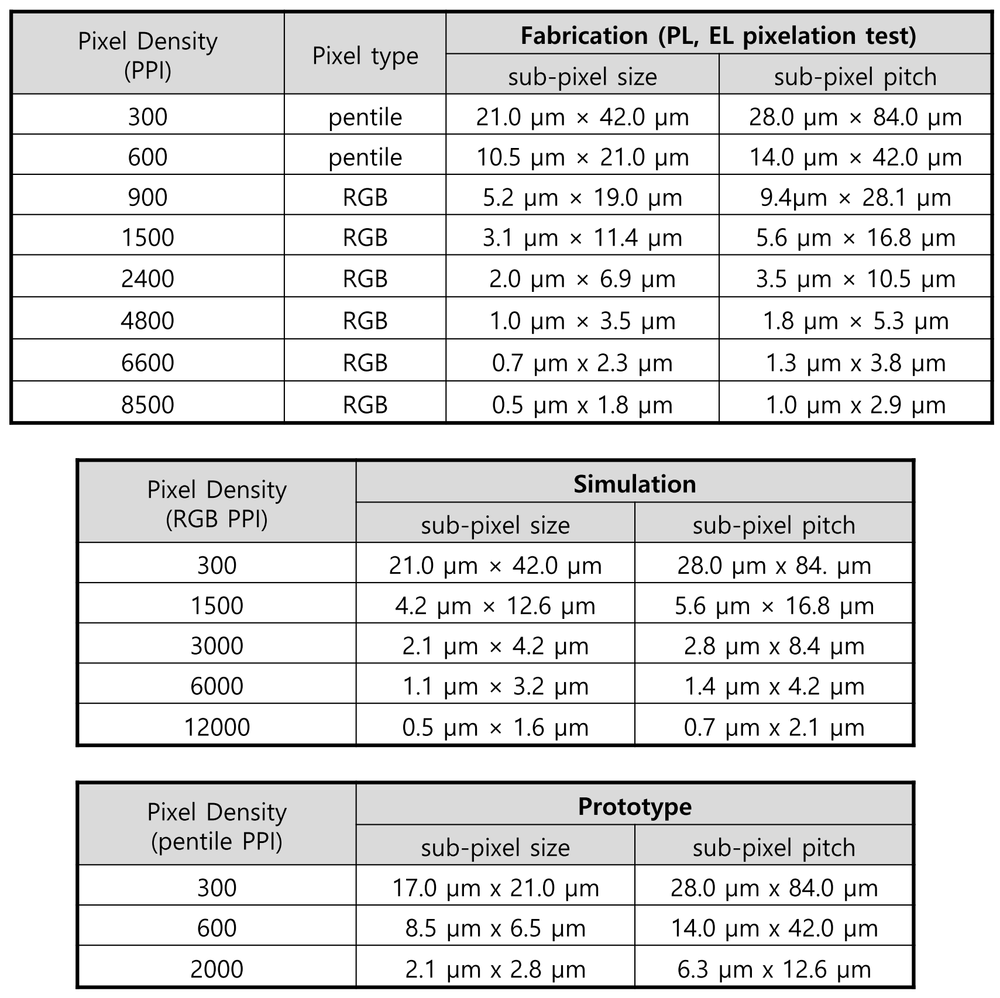 Pixel Density
(PPI)
Pixel type
Fabrication (PL, EL pixelation test)
sub-pixel size
sub-pixel pitch
300 pentile 21.0 μm × 42.0 μm 28.0 μm × 84.0 μm
600 pentile 10.5 μm × 21.0 μm 14.0 μm × 42.0 μm
900 RGB 5.2 μm × 19.0 μm 9.4μm × 28.1 μm
1500 RGB 3.1 μm × 11.4 μm 5.6 μm × 16.8 μm
2400 RGB 2.0 μm × 6.9 μm 3.5 μm × 10.5 μm
4800 RGB 1.0 μm × 3.5 μm 1.8 μm × 5.3 μm
6600 RGB 0.7 μm x 2.3 μm 1.3 μm x 3.8 μm
8500 RGB 0.5 μm x 1.8 μm 1.0 μm x 2.9 μm
Pixel Density
(RGB PPI)
Simulation
sub-pixel size
sub-pixel pitch
300 21.0 μm × 42.0 μm 28.0 μm x 84. μm
1500 4.2 μm × 12.6 μm 5.6 μm × 16.8 μm
3000 2.1 μm × 4.2 μm 2.8 μm x 8.4 μm
6000 1.1 μm × 3.2 μm 1.4 μm x 4.2 μm
12000 0.5 μm × 1.6 μm 0.7 μm x 2.1 μm
Pixel Density
(pentile PPI)
Prototype
sub-pixel size
sub-pixel pitch
300 17.0 μm x 21.0 μm 28.0 μm x 84.0 μm
600 8.5 μm x 6.5 μm 14.0 μm x 42.0 μm
2000 2.1 μm x 2.8 μm 6.3 μm x 12.6 μm